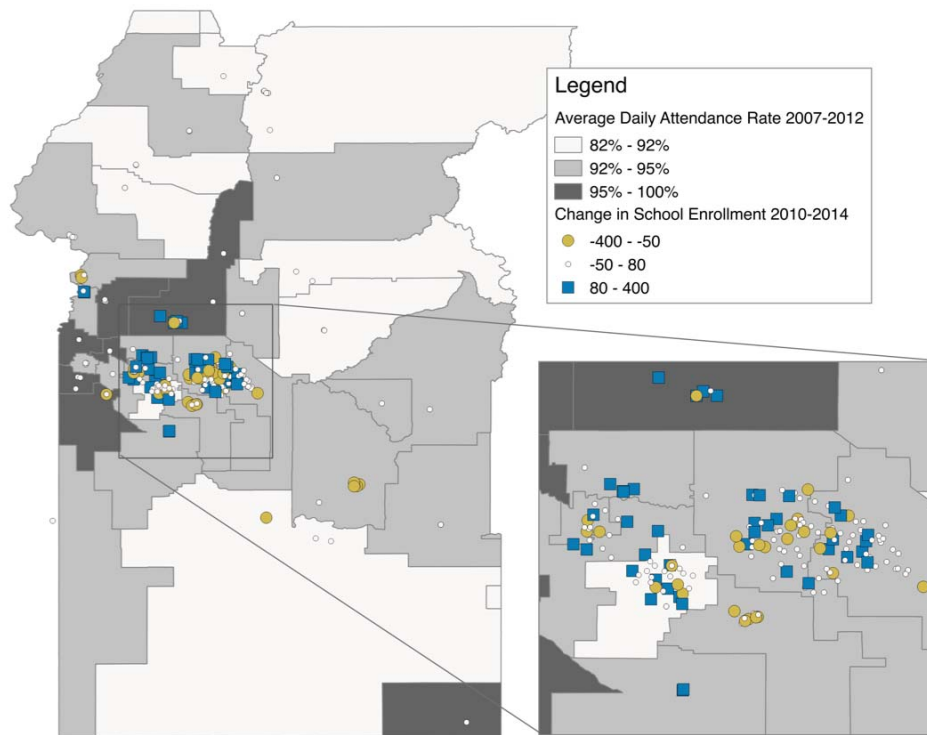 Legend
Average Daily Attendance Rate 2007-2012
82% - 92%
92% - 95%
95% - 100%
Change in School Enrollment 2010-2014
-400 - -50
-50 - 80
80 - 400